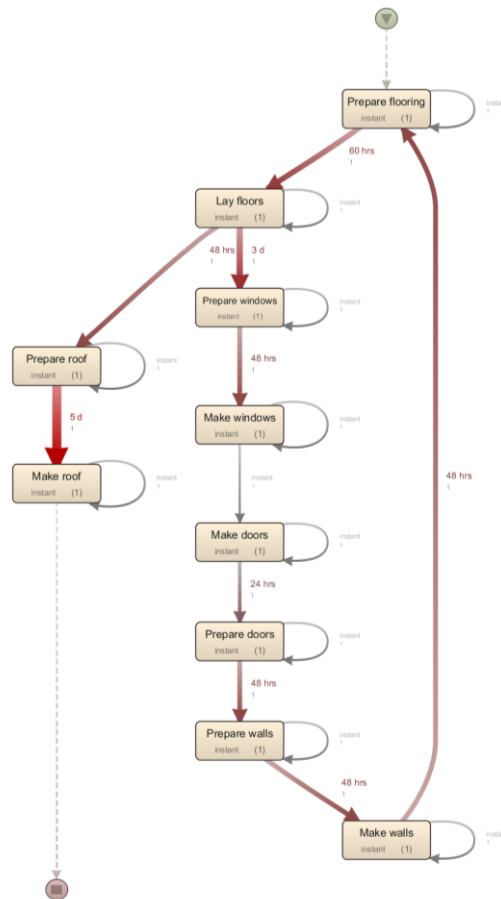 Prepare flooring
instant (1)
insta
1
60 hrs
1
Lay floors
instant (1)
instant
1
48 hrs
1
3 d
1
Prepare windows
instant (1)
instant
1
Prepare roof
instant (1)
instant
1
48 hrs
1
Make windows
instant (1)
instant
1
5 d
1
Make roof
instant (1)
instant
1
instant
1
48 hrs
1
Make doors
instant (1)
instant
1
24 hrs
1
Prepare doors
instant (1)
instant
1
48 hrs
1
Prepare walls
instant (1)
instant
1
48 hrs
1
Make walls
instant (1)
insta
1